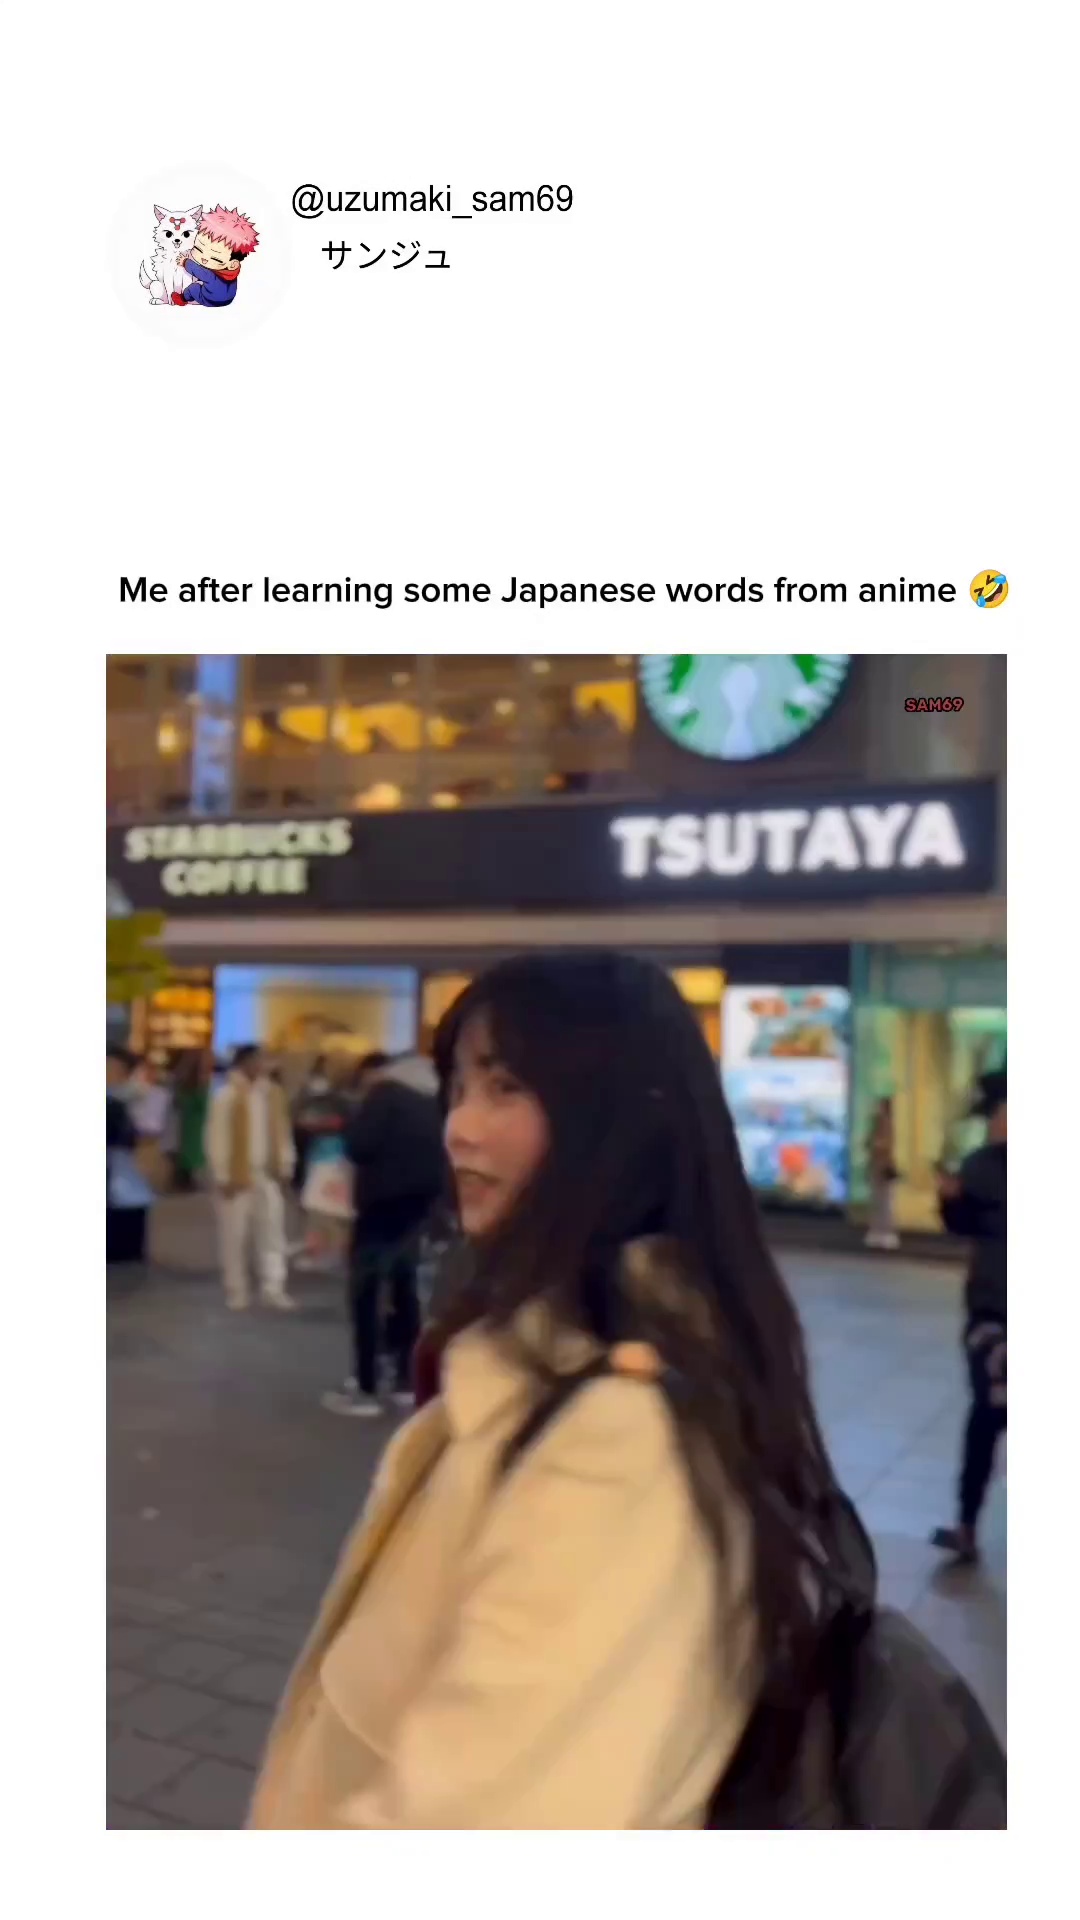 @uzumaki_sam69
サンジュ
Me after learning some Japanese words from anime 🤣
SAM69
STARBUCKS
COFFEE
TSUTAYA